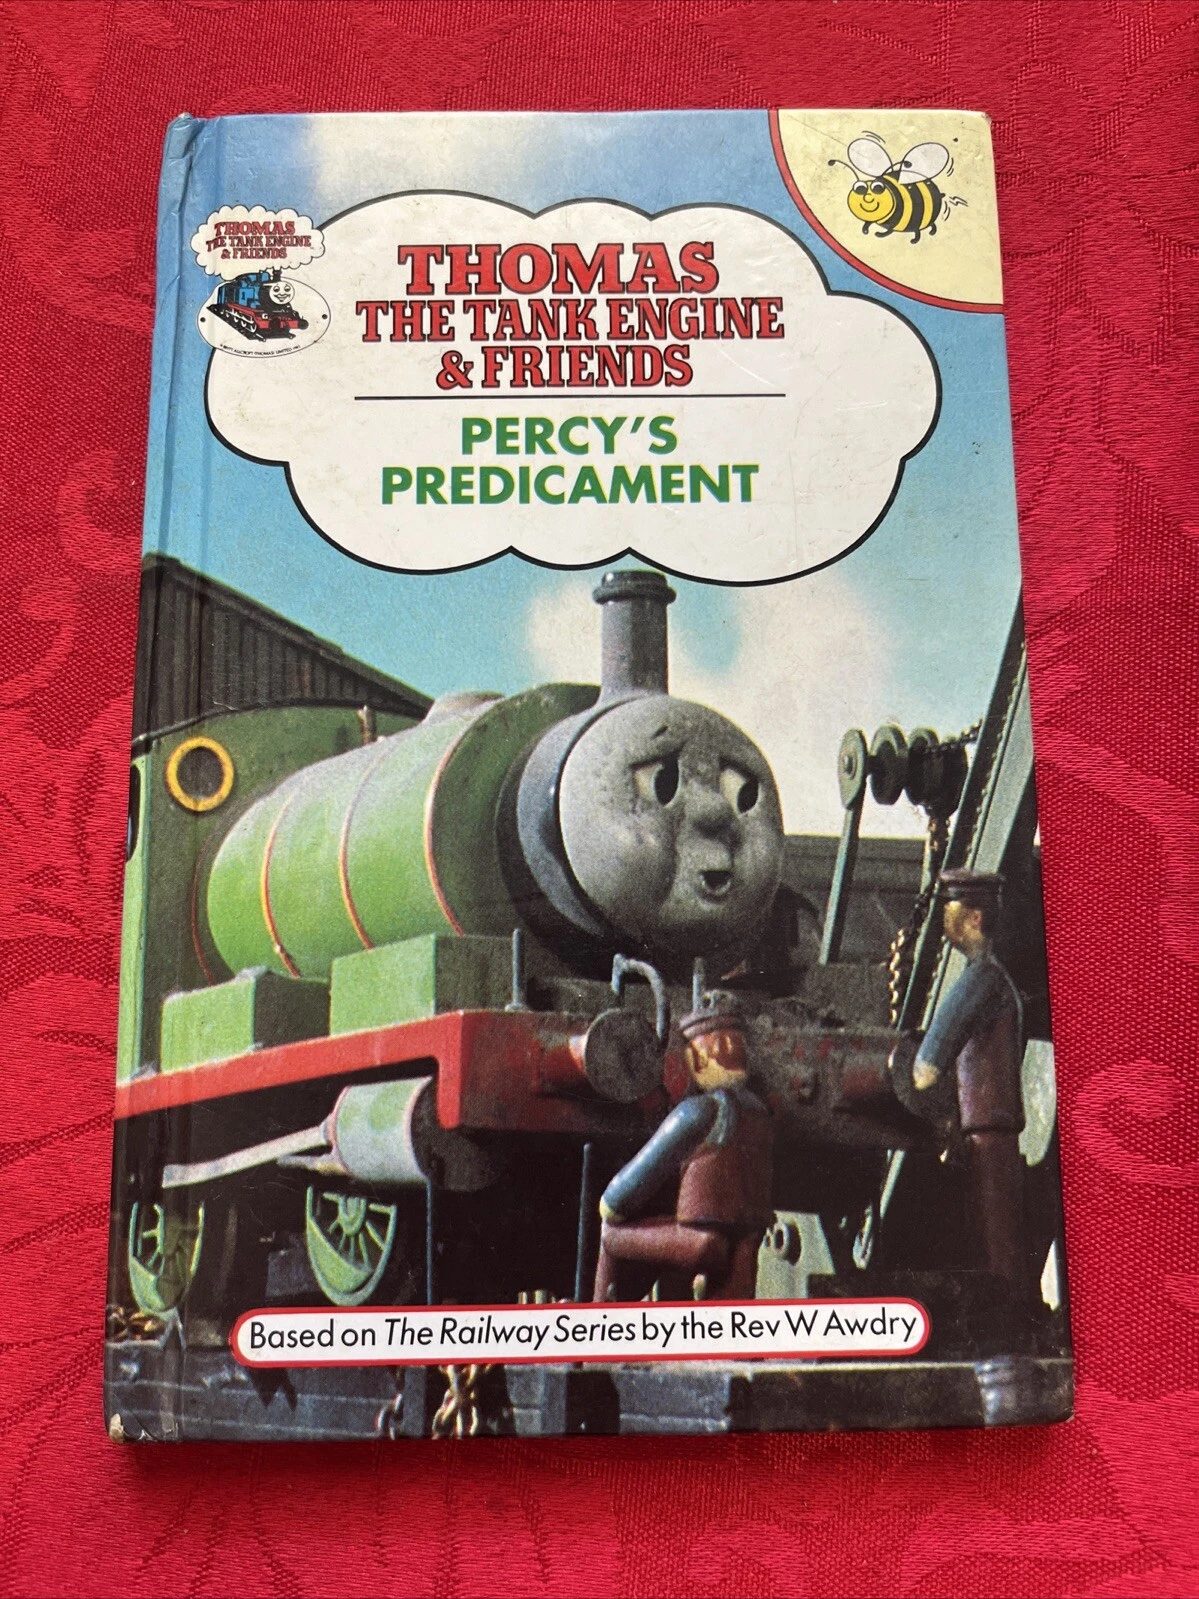 THOMAS
THE TANK ENGINE
& FRIENDS
THOMAS
THE TANK ENGINE
& FRIENDS
PERCY'S
PREDICAMENT
Based on The Railway Series by the Rev W Awdry